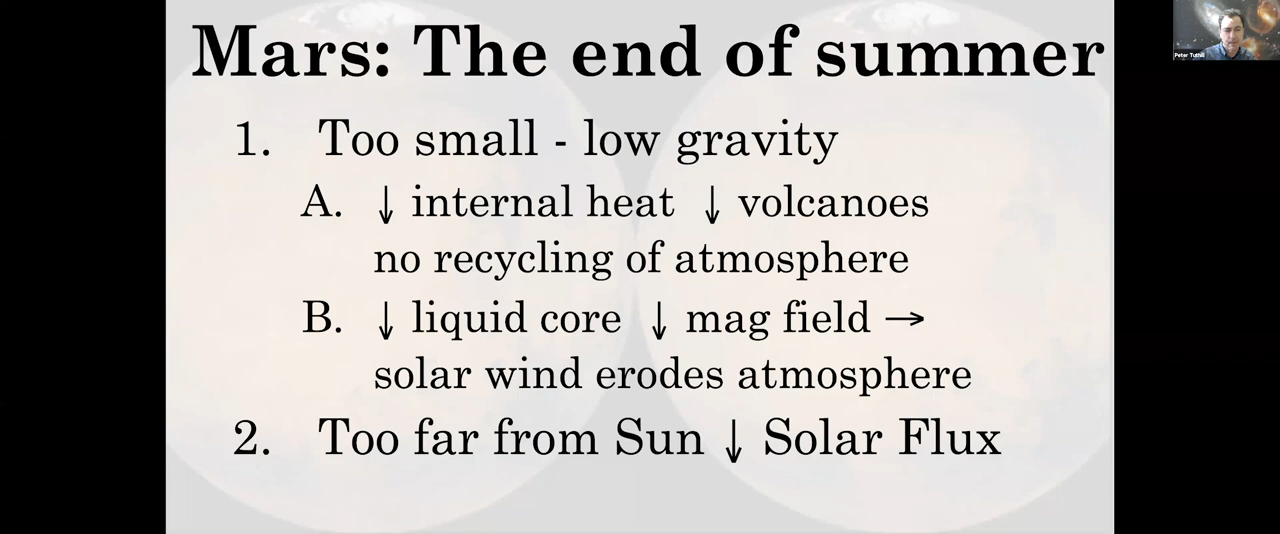 Mars: The end of summer
1. Too small - low gravity
A. ↓ internal heat ↓ volcanoes
no recycling of atmosphere
B. ↓ liquid core ↓ mag field →
solar wind erodes atmosphere
2. Too far from Sun ↓ Solar Flux
Peter Tuthill